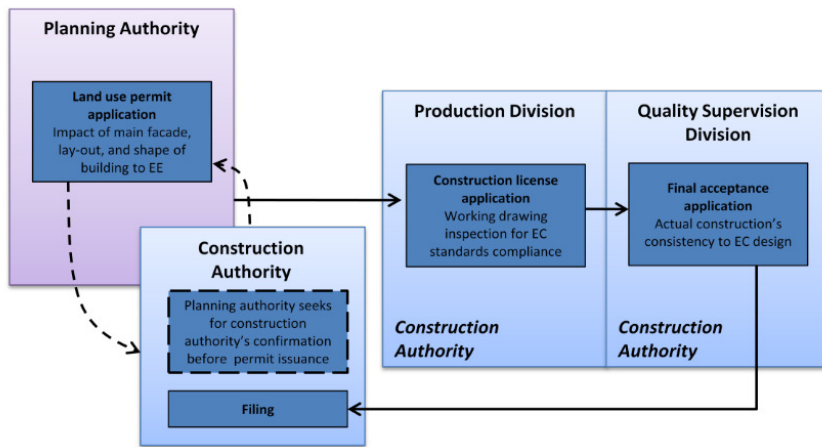 Planning Authority
Land use permit
application
Impact of main facade,
lay-out, and shape of
building to EE
Construction
Authority
Planning authority seeks
for construction
authority's confirmation
before permit issuance
Filing
Production Division
Construction license
application
Working drawing
inspection for EC
standards compliance
Construction
Authority
Quality Supervision
Division
Final acceptance
application
Actual construction's
consistency to EC design
Construction
Authority